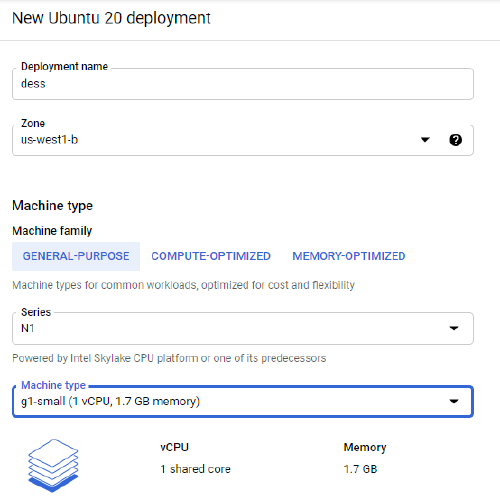 New Ubuntu 20 deployment
Deployment name
dess
Zone
us-west1-b
Machine type
Machine family
GENERAL-PURPOSE COMPUTE-OPTIMIZED MEMORY-OPTIMIZED
Machine types for common workloads, optimized for cost and flexibility
Series
N1
Powered by Intel Skylake CPU platform or one of its predecessors
Machine type
g1-small (1 vCPU, 1.7 GB memory)
vCPU Memory
1 shared core 1.7 GB